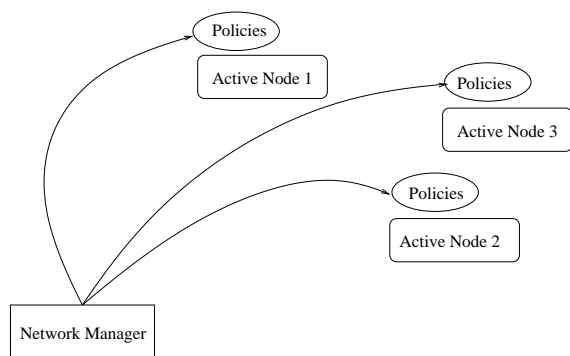 Policies
Active Node 1
Policies
Active Node 3
Policies
Active Node 2
Network Manager